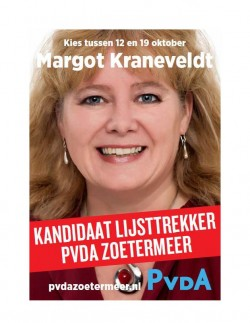 Kies tussen 12 en 19 oktober
Margot Kraneveldt
KANDIDAAT LIJSTTREKKER
PVDA ZOETERMEER
pvdazoetermeer.nl
PvdA